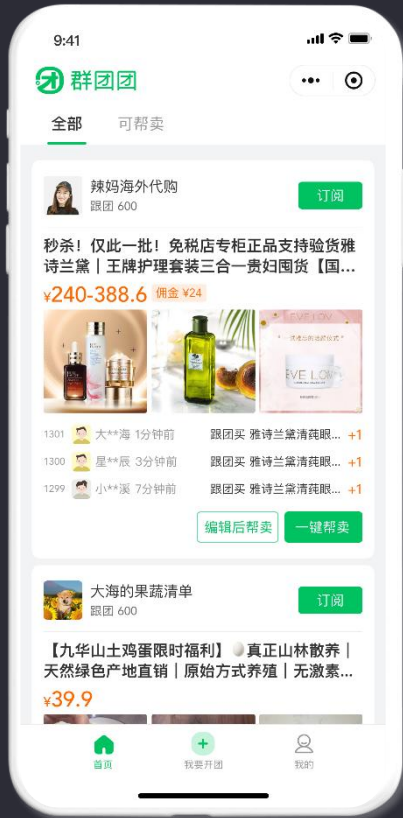 9:41
群团团
全部 可帮卖
辣妈海外代购
跟团 600
订阅
秒杀！仅此一批！免税店专柜正品支持验货雅
诗兰黛｜王牌护理套装三合一贵妇囤货【国...
¥240-388.6 佣金 ¥24
EVE LOV
1301 大**海 1分钟前 跟团买 雅诗兰黛清莼眼... +1
1300 星**辰 3分钟前 跟团买 雅诗兰黛清莼眼... +1
1299 小**溪 7分钟前 跟团买 雅诗兰黛清莼眼... +1
编辑后帮卖 一键帮卖
大海的果蔬清单
跟团 600
订阅
【九华山土鸡蛋限时福利】🥚真正山林散养｜
天然绿色产地直销｜原始方式养殖｜无激素...
¥39.9
首页 我要开团 我的